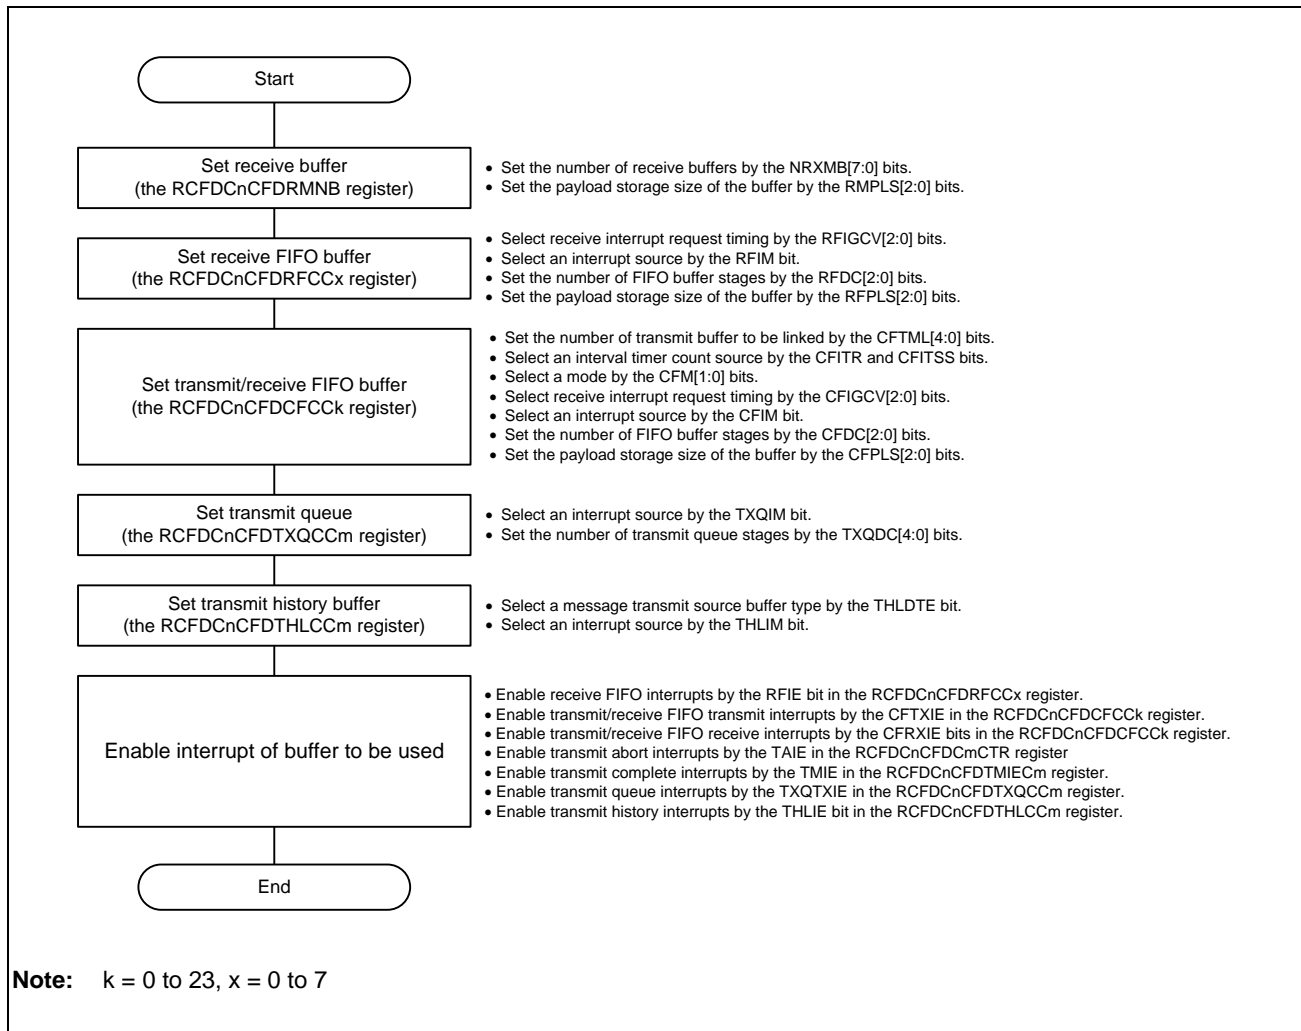 Start
Set receive buffer
(the RCFDCnCFDRMNB register)
• Set the number of receive buffers by the NRXMB[7:0] bits.
• Set the payload storage size of the buffer by the RMPLS[2:0] bits.
Set receive FIFO buffer
(the RCFDCnCFDRFCCx register)
• Select receive interrupt request timing by the RFIGCV[2:0] bits.
• Select an interrupt source by the RFIM bit.
• Set the number of FIFO buffer stages by the RFDC[2:0] bits.
• Set the payload storage size of the buffer by the RFPLS[2:0] bits.
Set transmit/receive FIFO buffer
(the RCFDCnCFDCFCCk register)
• Set the number of transmit buffer to be linked by the CFTML[4:0] bits.
• Select an interval timer count source by the CFITR and CFITSS bits.
• Select a mode by the CFM[1:0] bits.
• Select receive interrupt request timing by the CFIGCV[2:0] bits.
• Select an interrupt source by the CFIM bit.
• Set the number of FIFO buffer stages by the CFDC[2:0] bits.
• Set the payload storage size of the buffer by the CFPLS[2:0] bits.
Set transmit queue
(the RCFDCnCFDTXQCCm register)
• Select an interrupt source by the TXQIM bit.
• Set the number of transmit queue stages by the TXQDC[4:0] bits.
Set transmit history buffer
(the RCFDCnCFDTHLCCm register)
• Select a message transmit source buffer type by the THLDTE bit.
• Select an interrupt source by the THLIM bit.
Enable interrupt of buffer to be used
• Enable receive FIFO interrupts by the RFIE bit in the RCFDCnCFDRFCCx register.
• Enable transmit/receive FIFO transmit interrupts by the CFTXIE in the RCFDCnCFDCFCCk register.
• Enable transmit/receive FIFO receive interrupts by the CFRXIE bits in the RCFDCnCFDCFCCk register.
• Enable transmit abort interrupts by the TAIE in the RCFDCnCFDCmCTR register
• Enable transmit complete interrupts by the TMIE in the RCFDCnCFDTMIECm register.
• Enable transmit queue interrupts by the TXQTXIE in the RCFDCnCFDTXQCCm register.
• Enable transmit history interrupts by the THLIE bit in the RCFDCnCFDTHLCCm register.
End
Note: k = 0 to 23, x = 0 to 7